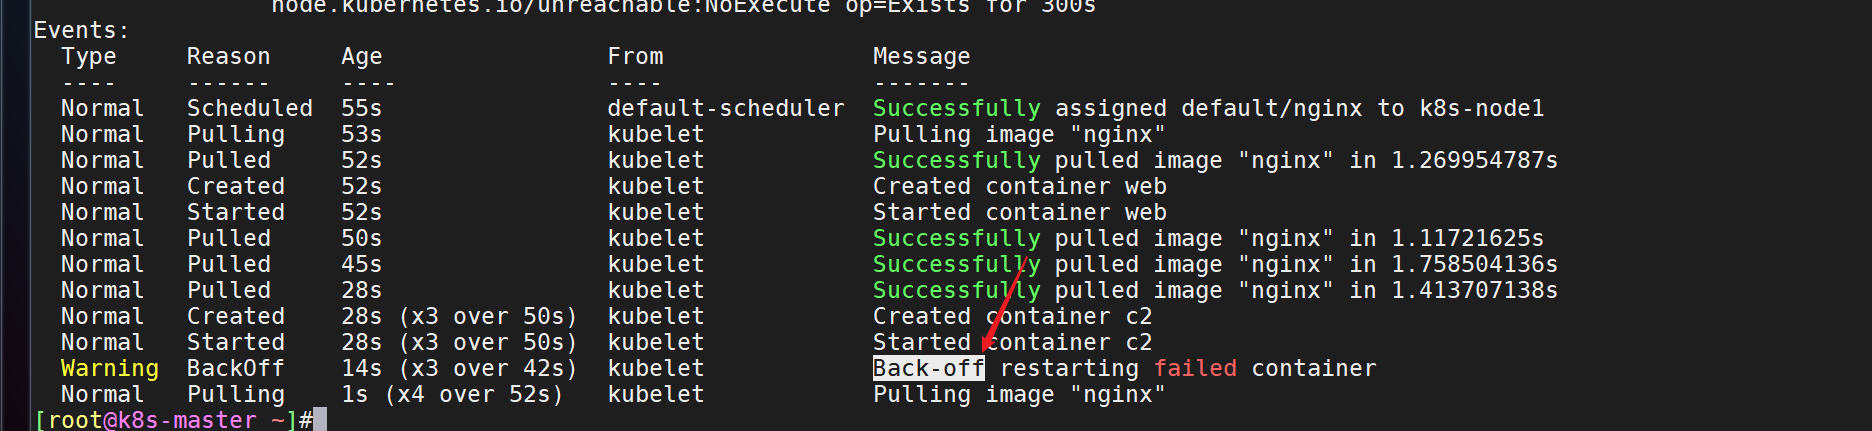 node.kubernetes.io/unreachable:NoExecute op=Exists for 300s
Events:
Type Reason Age From Message
---- ------ ---- ---- -------
Normal Scheduled 55s default-scheduler Successfully assigned default/nginx to k8s-node1
Normal Pulling 53s kubelet Pulling image "nginx"
Normal Pulled 52s kubelet Successfully pulled image "nginx" in 1.269954787s
Normal Created 52s kubelet Created container web
Normal Started 52s kubelet Started container web
Normal Pulled 50s kubelet Successfully pulled image "nginx" in 1.11721625s
Normal Pulled 45s kubelet Successfully pulled image "nginx" in 1.758504136s
Normal Pulled 28s kubelet Successfully pulled image "nginx" in 1.413707138s
Normal Created 28s (x3 over 50s) kubelet Created container c2
Normal Started 28s (x3 over 50s) kubelet Started container c2
Warning BackOff 14s (x3 over 42s) kubelet Back-off restarting failed container
Normal Pulling 1s (x4 over 52s) kubelet Pulling image "nginx"
[root@k8s-master ~]#